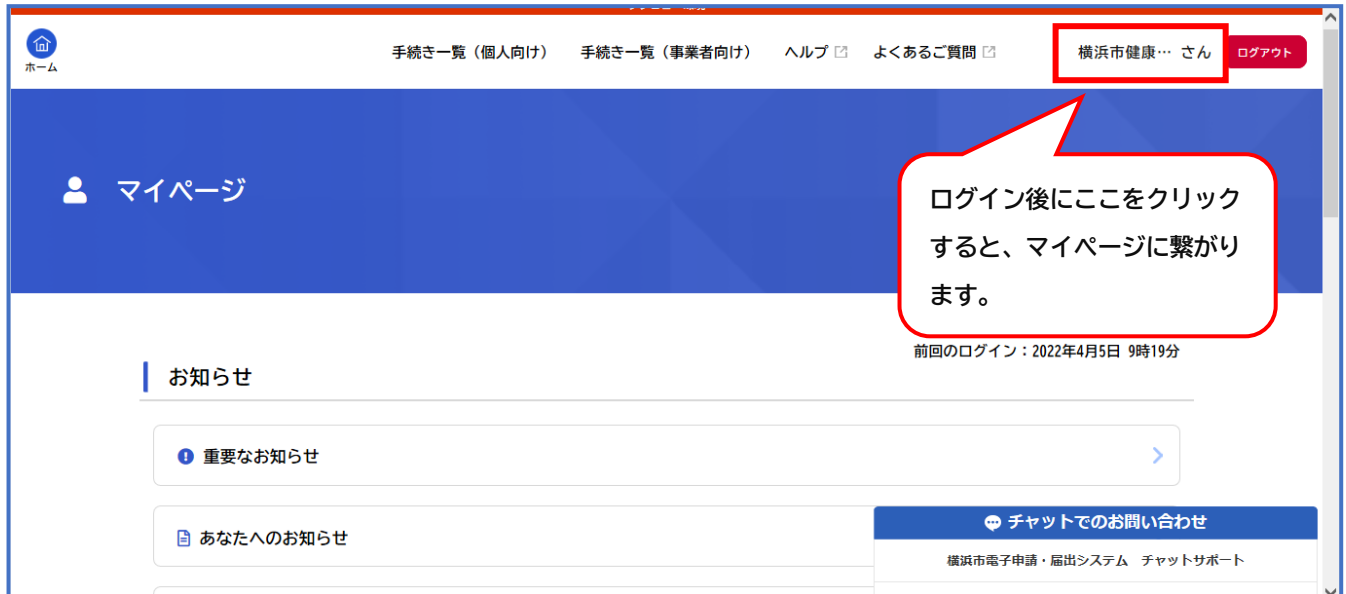 手続き一覧（個人向け） 手続き一覧（事業者向け） ヘルプ よくあるご質問 横浜市健康… さん ログアウト
ホーム
マイページ
ログイン後にここをクリック
すると、マイページに繋がり
ます。
前回のログイン：2022年4月5日 9時19分
お知らせ
重要なお知らせ
あなたへのお知らせ
チャットでのお問い合わせ
横浜市電子申請・届出システム　チャットサポート